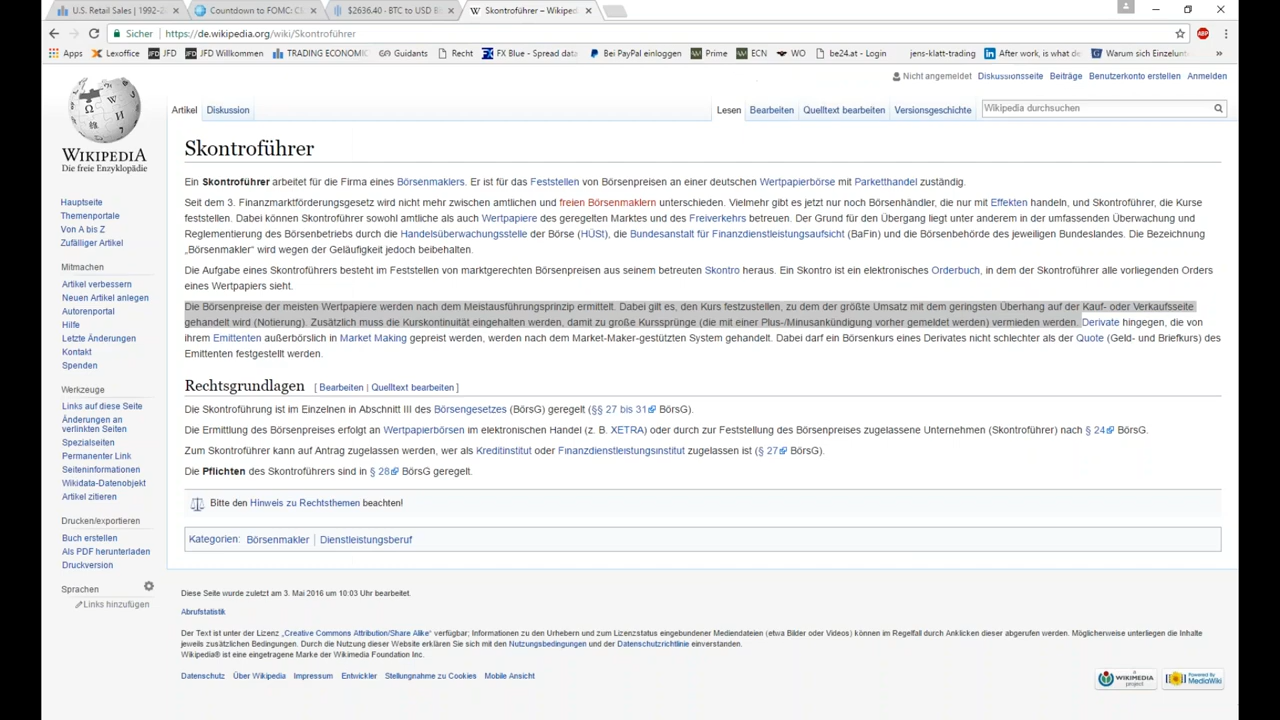 U.S. Retail Sales | 1992-2
Countdown to FOMC: C
$2636.40 - BTC to USD B
Skontroführer – Wikiped
Sicher | https://de.wikipedia.org/wiki/Skontroführer
Apps Lexoffice JFD JFD Willkommen TRADING ECONOMIC Guidants Recht FX Blue - Spread data Bei PayPal einloggen Prime ECN WO be24.at - Login jens-klatt-trading After work, is what de Warum sich Einzelunt »
Nicht angemeldet Diskussionsseite Beiträge Benutzerkonto erstellen Anmelden
Artikel Diskussion Lesen Bearbeiten Quelltext bearbeiten Versionsgeschichte Wikipedia durchsuchen
WIKIPEDIA
Die freie Enzyklopädie
Hauptseite
Themenportale
Von A bis Z
Zufälliger Artikel
Mitmachen
Artikel verbessern
Neuen Artikel anlegen
Autorenportal
Hilfe
Letzte Änderungen
Kontakt
Spenden
Werkzeuge
Links auf diese Seite
Änderungen an
verlinkten Seiten
Spezialseiten
Permanenter Link
Seiteninformationen
Wikidata-Datenobjekt
Artikel zitieren
Drucken/exportieren
Buch erstellen
Als PDF herunterladen
Druckversion
Sprachen
Links hinzufügen
Skontroführer
Ein Skontroführer arbeitet für die Firma eines Börsenmaklers. Er ist für das Feststellen von Börsenpreisen an einer deutschen Wertpapierbörse mit Parketthandel zuständig.
Seit dem 3. Finanzmarktförderungsgesetz wird nicht mehr zwischen amtlichen und freien Börsenmaklern unterschieden. Vielmehr gibt es jetzt nur noch Börsenhändler, die nur mit Effekten handeln, und Skontroführer, die Kurse
feststellen. Dabei können Skontroführer sowohl amtliche als auch Wertpapiere des geregelten Marktes und des Freiverkehrs betreuen. Der Grund für den Übergang liegt unter anderem in der umfassenden Überwachung und
Reglementierung des Börsenbetriebs durch die Handelsüberwachungsstelle der Börse (HÜSt), die Bundesanstalt für Finanzdienstleistungsaufsicht (BaFin) und die Börsenbehörde des jeweiligen Bundeslandes. Die Bezeichnung
„Börsenmakler“ wird wegen der Geläufigkeit jedoch beibehalten.
Die Aufgabe eines Skontroführers besteht im Feststellen von marktgerechten Börsenpreisen aus seinem betreuten Skontro heraus. Ein Skontro ist ein elektronisches Orderbuch, in dem der Skontroführer alle vorliegenden Orders
eines Wertpapiers sieht.
Die Börsenpreise der meisten Wertpapiere werden nach dem Meistausführungsprinzip ermittelt. Dabei gilt es, den Kurs festzustellen, zu dem der größte Umsatz mit dem geringsten Überhang auf der Kauf- oder Verkaufsseite
gehandelt wird (Notierung). Zusätzlich muss die Kurskontinuität eingehalten werden, damit zu große Kurssprünge (die mit einer Plus-/Minusankündigung vorher gemeldet werden) vermieden werden. Derivate hingegen, die von
ihrem Emittenten außerbörslich in Market Making gepreist werden, werden nach dem Market-Maker-gestützten System gehandelt. Dabei darf ein Börsenkurs eines Derivates nicht schlechter als der Quote (Geld- und Briefkurs) des
Emittenten festgestellt werden.
Rechtsgrundlagen [ Bearbeiten | Quelltext bearbeiten ]
Die Skontroführung ist im Einzelnen in Abschnitt III des Börsengesetzes (BörsG) geregelt (§§ 27 bis 31 BörsG).
Die Ermittlung des Börsenpreises erfolgt an Wertpapierbörsen im elektronischen Handel (z. B. XETRA) oder durch zur Feststellung des Börsenpreises zugelassene Unternehmen (Skontroführer) nach § 24 BörsG.
Zum Skontroführer kann auf Antrag zugelassen werden, wer als Kreditinstitut oder Finanzdienstleistungsinstitut zugelassen ist (§ 27 BörsG).
Die Pflichten des Skontroführers sind in § 28 BörsG geregelt.
Bitte den Hinweis zu Rechtsthemen beachten!
Kategorien: Börsenmakler | Dienstleistungsberuf
Diese Seite wurde zuletzt am 3. Mai 2016 um 10:03 Uhr bearbeitet.
Abrufstatistik
Der Text ist unter der Lizenz „Creative Commons Attribution/Share Alike“ verfügbar; Informationen zu den Urhebern und zum Lizenzstatus eingebundener Mediendateien (etwa Bilder oder Videos) können im Regelfall durch Anklicken dieser abgerufen werden. Möglicherweise unterliegen die Inhalte
jeweils zusätzlichen Bedingungen. Durch die Nutzung dieser Website erklären Sie sich mit den Nutzungsbedingungen und der Datenschutzrichtlinie einverstanden.
Wikipedia® ist eine eingetragene Marke der Wikimedia Foundation Inc.
Datenschutz Über Wikipedia Impressum Entwickler Stellungnahme zu Cookies Mobile Ansicht
WIKIMEDIA
project
Powered By
MediaWiki